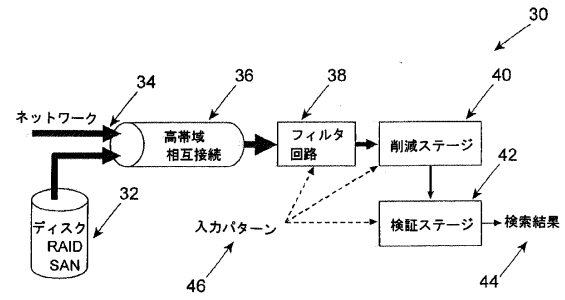 30
34
36
38
40
ネットワーク
高帯域
相互接続
フィルタ
回路
削減ステージ
42
32
ディスク
RAID
SAN
入力パターン
検証ステージ
検索結果
46
44